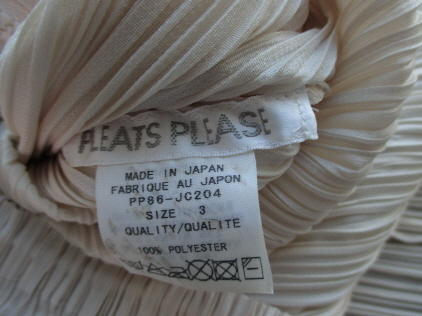 PLEATS PLEASE
MADE IN JAPAN
FABRIQUE AU JAPON
PP86-JC204
SIZE 3
QUALITY/QUALITE
100% POLYESTER